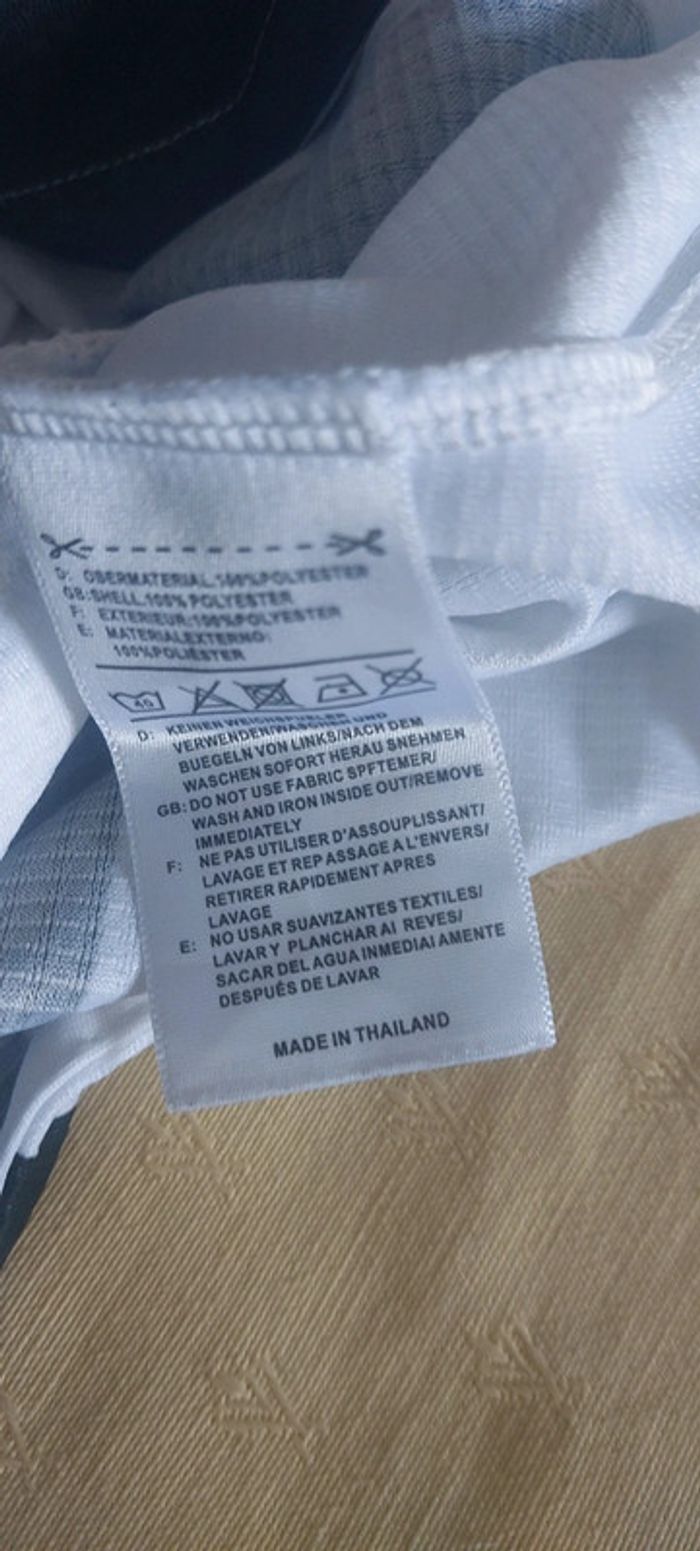 D: OBERMATERIAL:100%POLYESTER
GB:SHELL:100% POLYESTER
F: EXTERIEUR:100%POLYESTER
E: MATERIALEXTERNO:
100%POLIÉSTER
40
D: KEINEN WEICHSPUELER
VERWENDEN/WASCHEN UND
BUEGELN VON LINKS/NACH DEM
WASCHEN SOFORT HERAU SNEHMEN
GB: DO NOT USE FABRIC SPFTEMER/
WASH AND IRON INSIDE OUT/REMOVE
IMMEDIATELY
F: NE PAS UTILISER D'ASSOUPLISSANT/
LAVAGE ET REP ASSAGE A L'ENVERS/
RETIRER RAPIDEMENT APRES
LAVAGE
E: NO USAR SUAVIZANTES TEXTILES/
LAVAR Y PLANCHAR AI REVES/
SACAR DEL AGUA INMEDIAI AMENTE
DESPUÉS DE LAVAR
MADE IN THAILAND